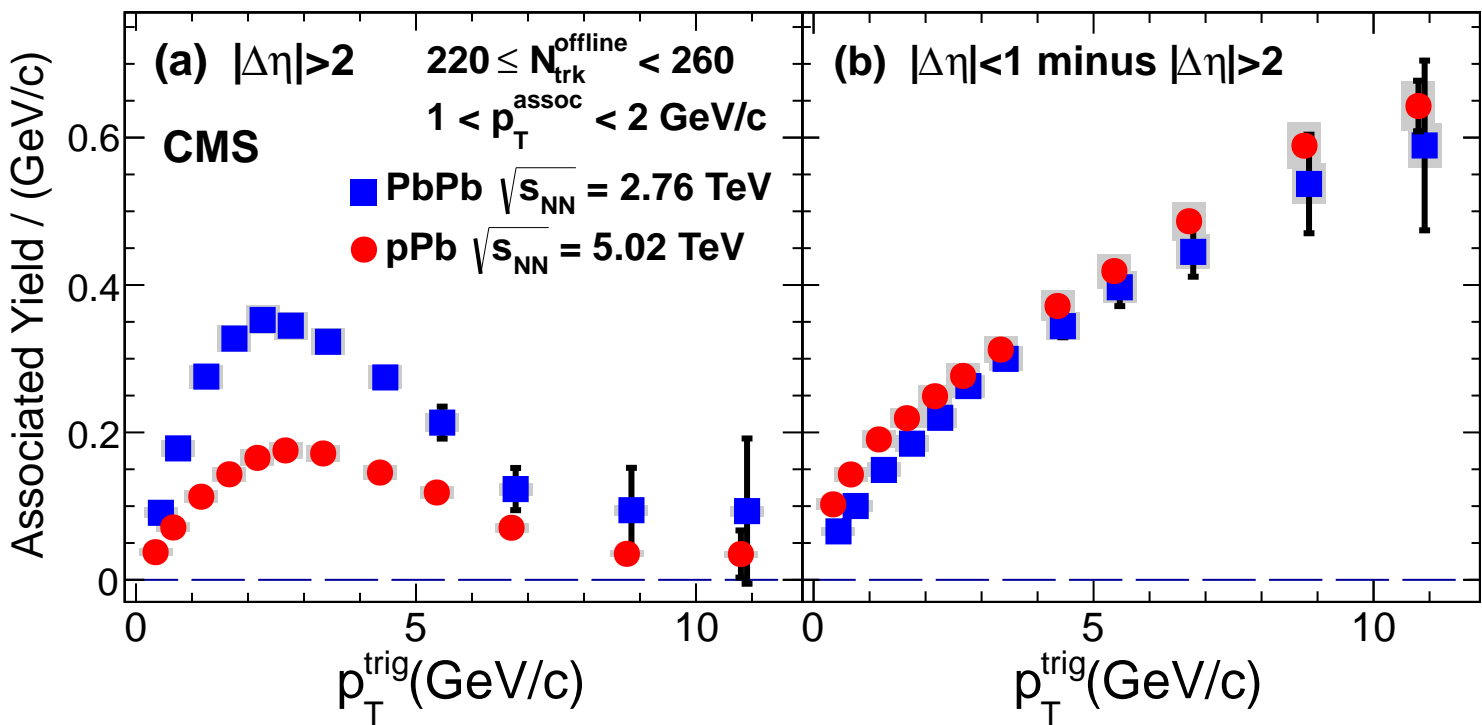 Associated Yield / (GeV/c)
(a) |Δη|>2
220 ≤ N_trk^offline < 260
1 < p_T^assoc < 2 GeV/c
CMS
PbPb √s_NN = 2.76 TeV
pPb √s_NN = 5.02 TeV
(b) |Δη|<1 minus |Δη|>2
0.6
0.4
0.2
0
0 5 10
0 5 10
p_T^trig(GeV/c)
p_T^trig(GeV/c)